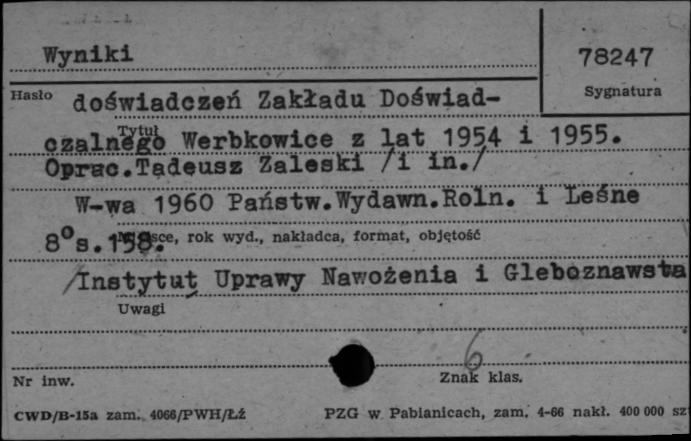 Wyniki
78247
Hasło
Sygnatura
doświadczeń Zakładu Doświad-
Tytuł
czalnego Werbkowice z lat 1954 i 1955.
Oprac.Tadeusz Zaleski /i in./
W-wa 1960 Państw.Wydawn.Roln. i Leśne
Miejsce, rok wyd., nakładca, format, objętość
8°s.158.
/Instytut Uprawy Nawożenia i Gleboznawstwa
Uwagi
6
Nr inw.
Znak klas.
CWD/B-15a zam. 4066/PWH/Łź
PZG w Pabianicach, zam. 4-66 nakł. 400 000 szt